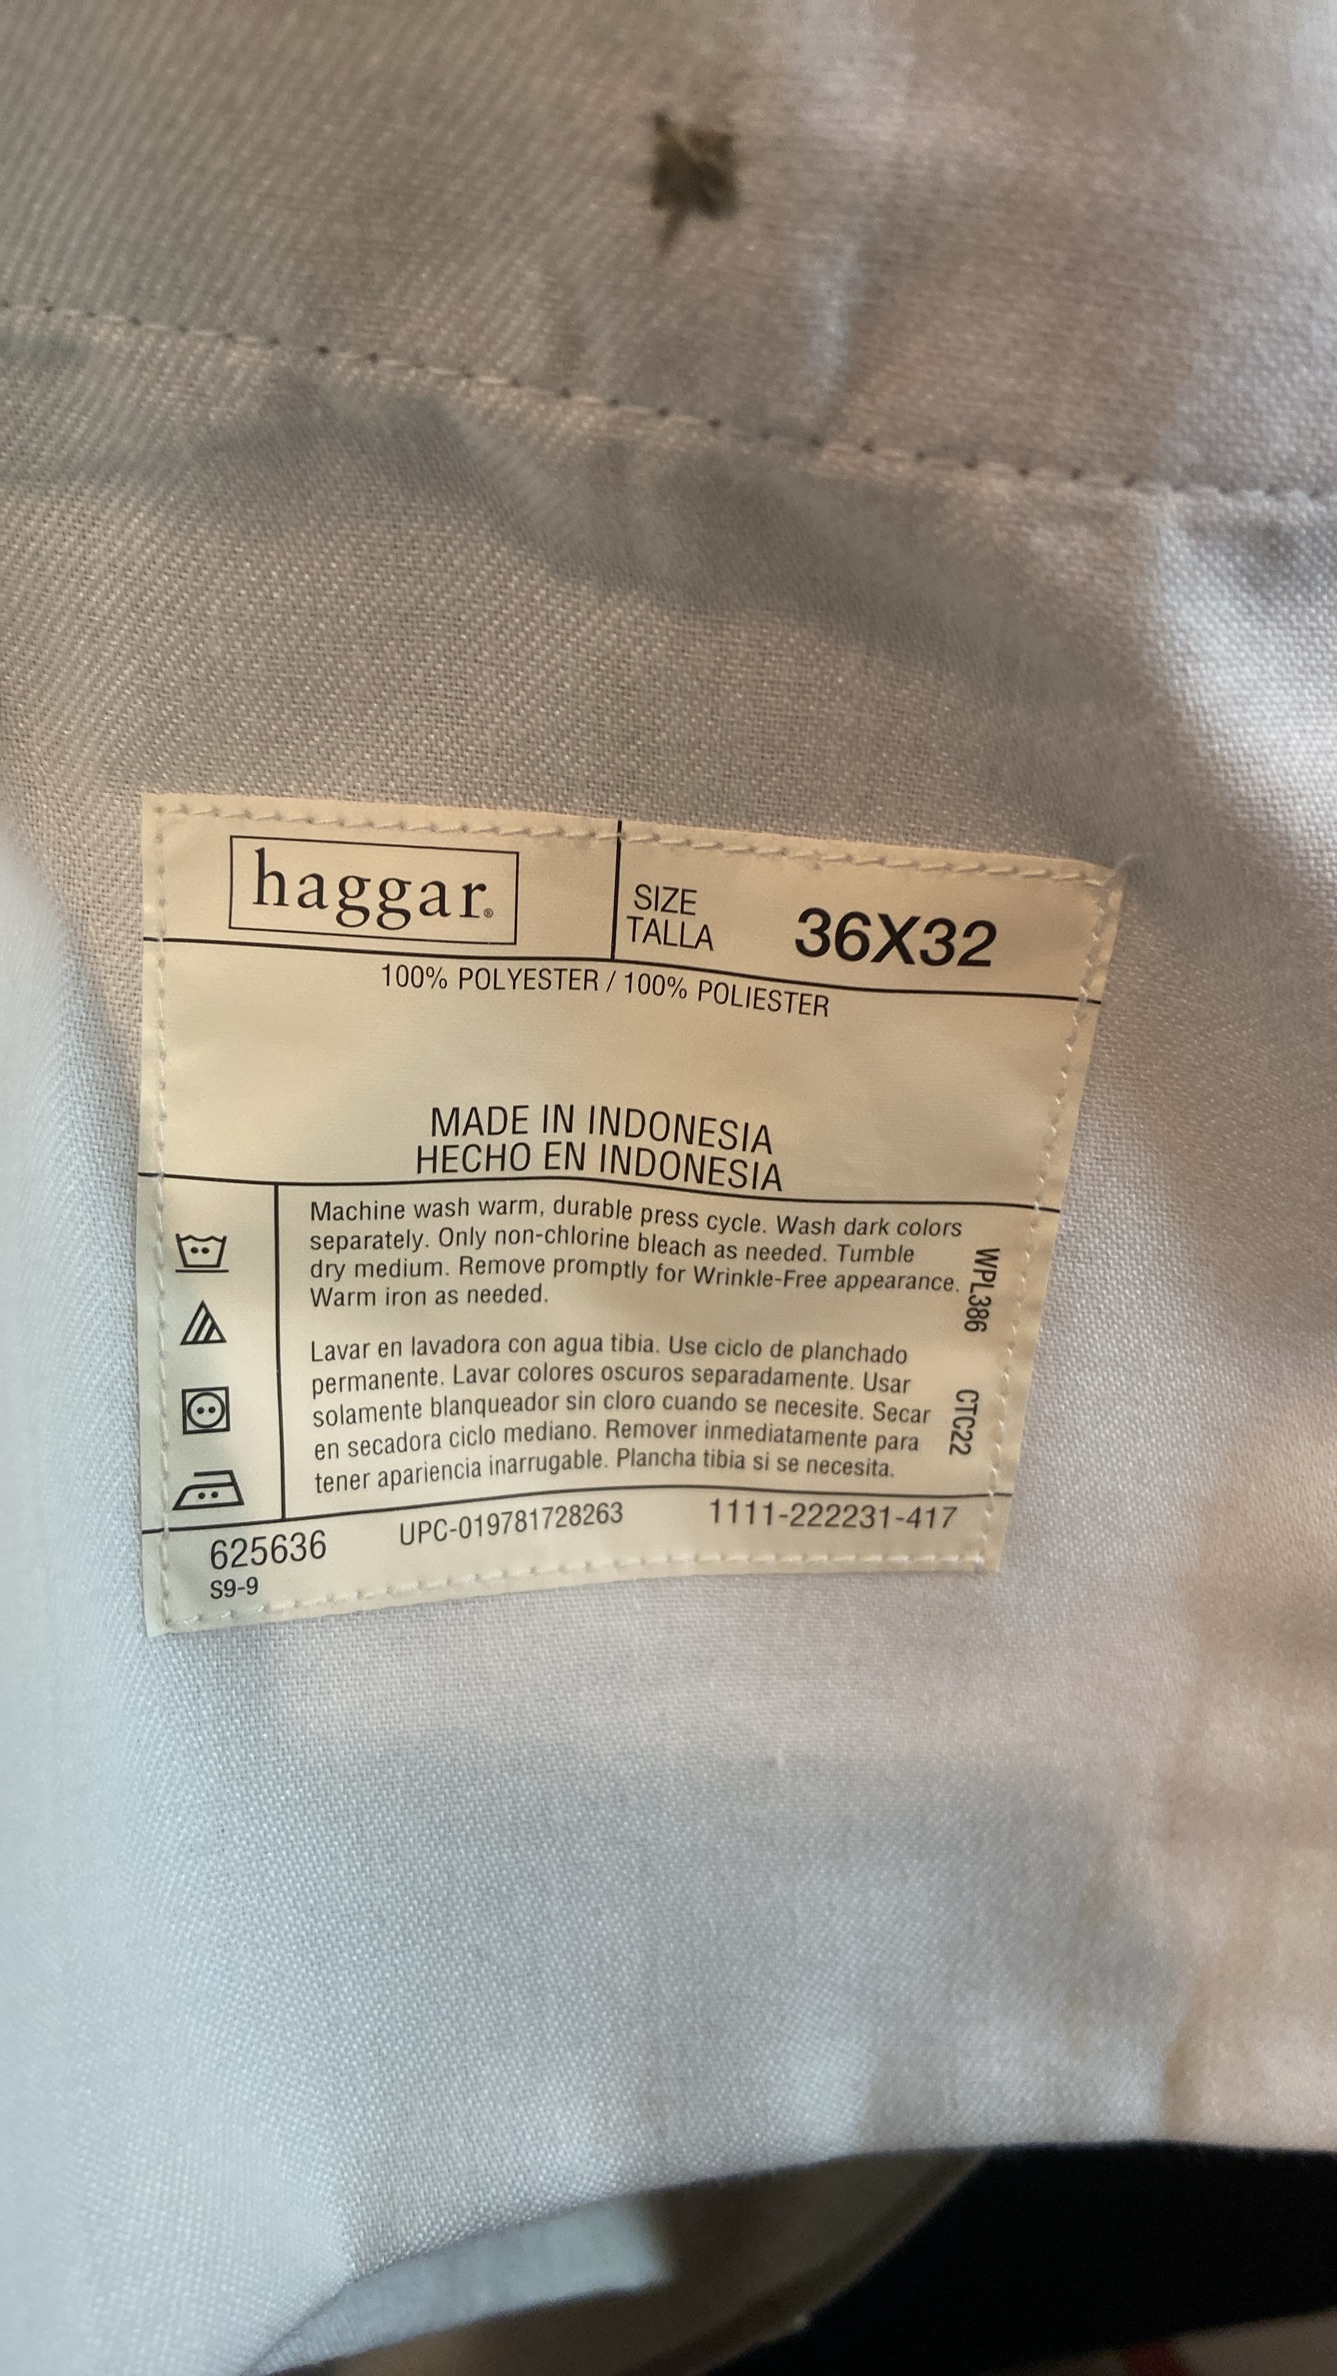 haggar®
SIZE
TALLA
36X32
100% POLYESTER / 100% POLIESTER
MADE IN INDONESIA
HECHO EN INDONESIA
Machine wash warm, durable press cycle. Wash dark colors
separately. Only non-chlorine bleach as needed. Tumble
dry medium. Remove promptly for Wrinkle-Free appearance.
Warm iron as needed.
Lavar en lavadora con agua tibia. Use ciclo de planchado
permanente. Lavar colores oscuros separadamente. Usar
solamente blanqueador sin cloro cuando se necesite. Secar
en secadora ciclo mediano. Remover inmediatamente para
tener apariencia inarrugable. Plancha tibia si se necesita.
WPL386
CTC22
625636
UPC-019781728263
1111-222231-417
S9-9